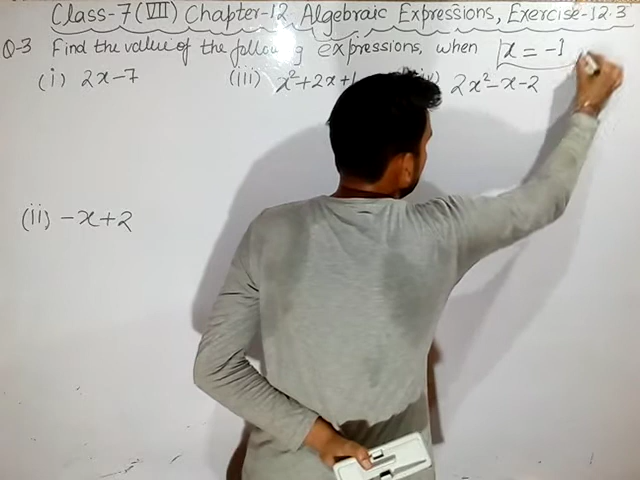 Class-7(VII) Chapter-12, Algebraic Expressions, Exercise-12.3
Q-3 Find the value of the following expressions, when x = -1
(i) 2x-7 (iii) x²+2x+1 (iv) 2x²-x-2
(ii) -x+2